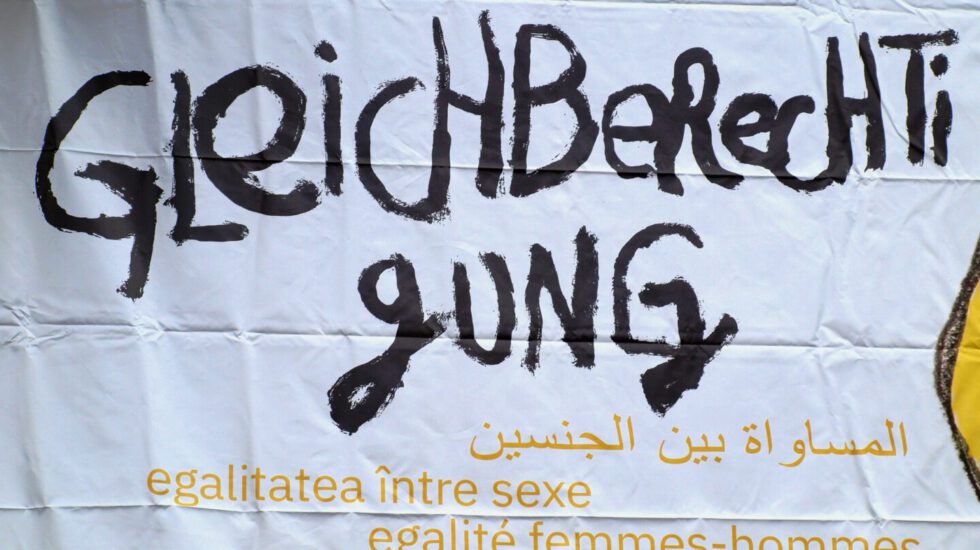 GLeicHBeRecHTi
gUNG
المساواة بين الجنسين
egalitatea între sexe
egalité femmes-hommes